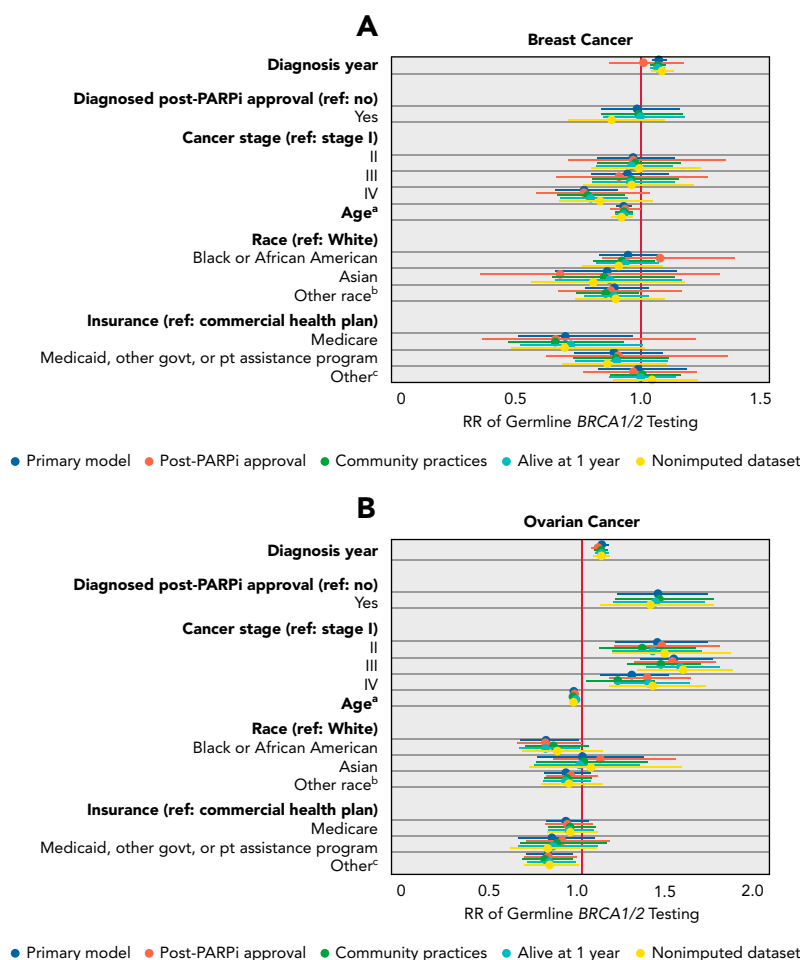 A
Breast Cancer
Diagnosis year
Diagnosed post-PARPi approval (ref: no)
Yes
Cancer stage (ref: stage I)
II
III
IV
Ageᵃ
Race (ref: White)
Black or African American
Asian
Other raceᵇ
Insurance (ref: commercial health plan)
Medicare
Medicaid, other govt, or pt assistance program
Otherᶜ
0 0.5 1.0 1.5
RR of Germline BRCA1/2 Testing
Primary model Post-PARPi approval Community practices Alive at 1 year Nonimputed dataset
B
Ovarian Cancer
Diagnosis year
Diagnosed post-PARPi approval (ref: no)
Yes
Cancer stage (ref: stage I)
II
III
IV
Ageᵃ
Race (ref: White)
Black or African American
Asian
Other raceᵇ
Insurance (ref: commercial health plan)
Medicare
Medicaid, other govt, or pt assistance program
Otherᶜ
0 0.5 1.0 1.5 2.0
RR of Germline BRCA1/2 Testing
Primary model Post-PARPi approval Community practices Alive at 1 year Nonimputed dataset